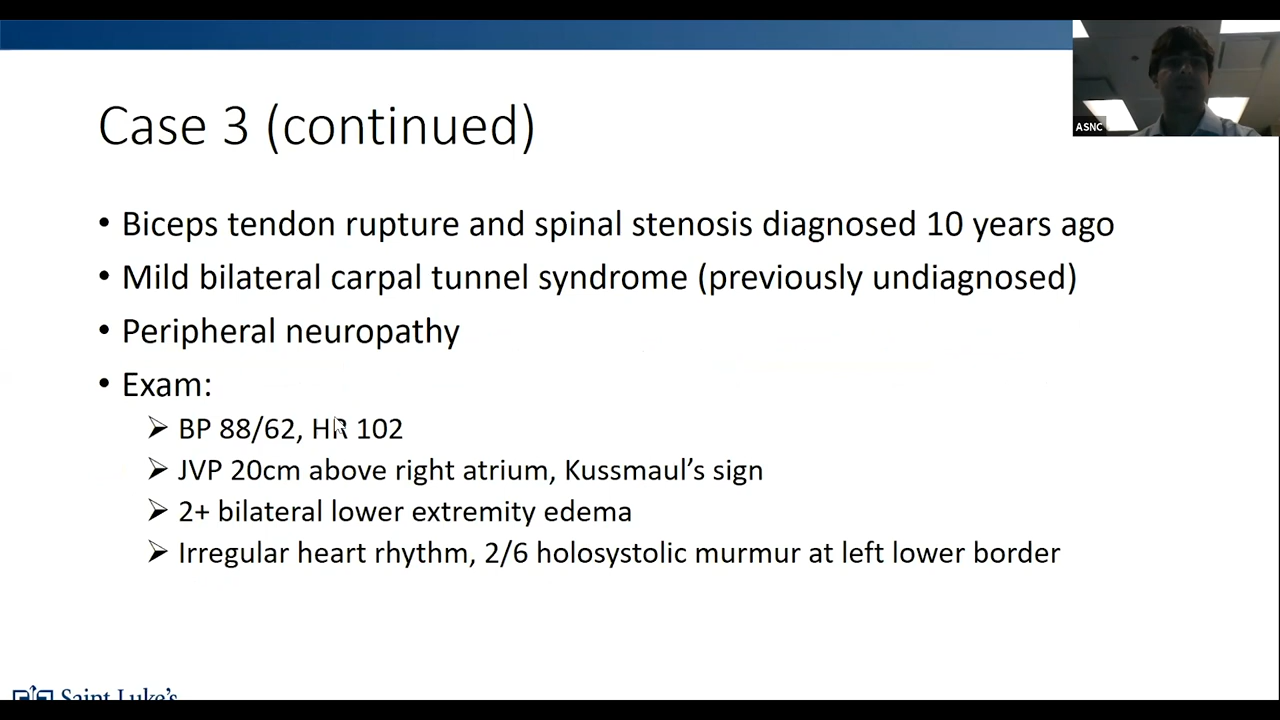 ASNC
Case 3 (continued)
• Biceps tendon rupture and spinal stenosis diagnosed 10 years ago
• Mild bilateral carpal tunnel syndrome (previously undiagnosed)
• Peripheral neuropathy
• Exam:
➢ BP 88/62, HR 102
➢ JVP 20cm above right atrium, Kussmaul's sign
➢ 2+ bilateral lower extremity edema
➢ Irregular heart rhythm, 2/6 holosystolic murmur at left lower border
Saint Luke's